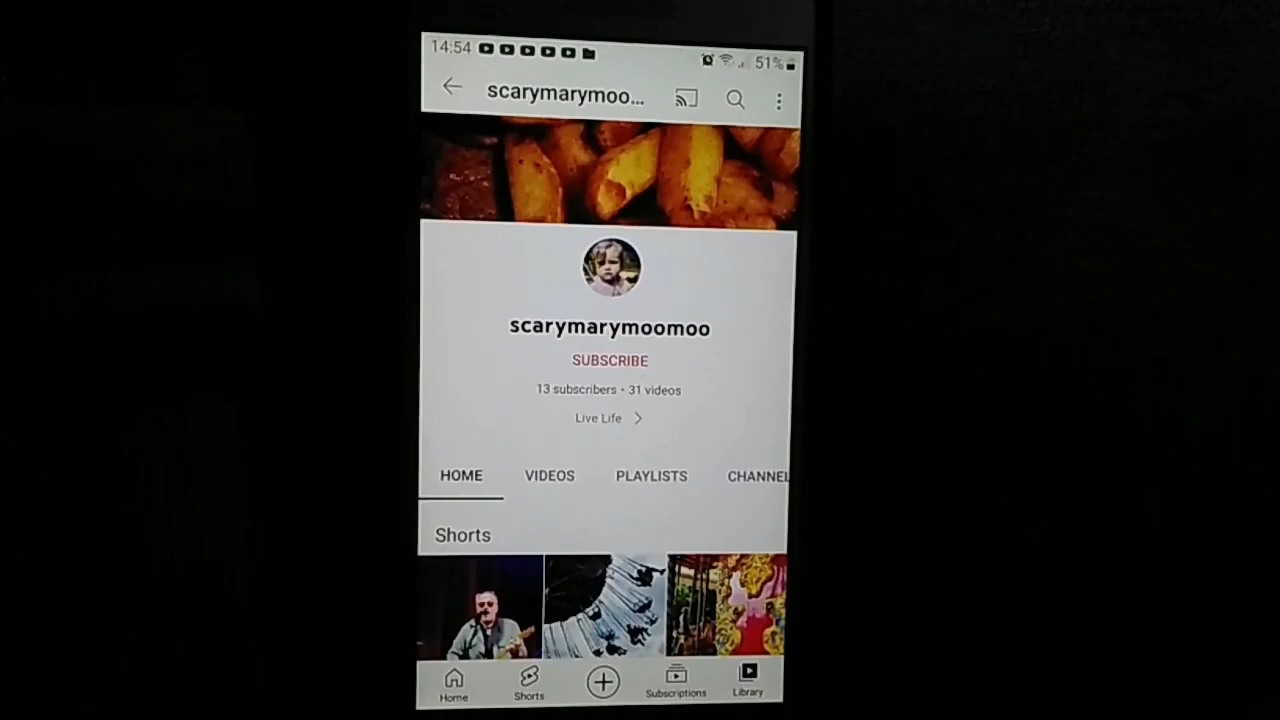 14:54 51%
scarymarymoo...
scarymarymoomoo
SUBSCRIBE
13 subscribers • 31 videos
Live Life
HOME VIDEOS PLAYLISTS CHANNEL
Shorts
Home Shorts Subscriptions Library